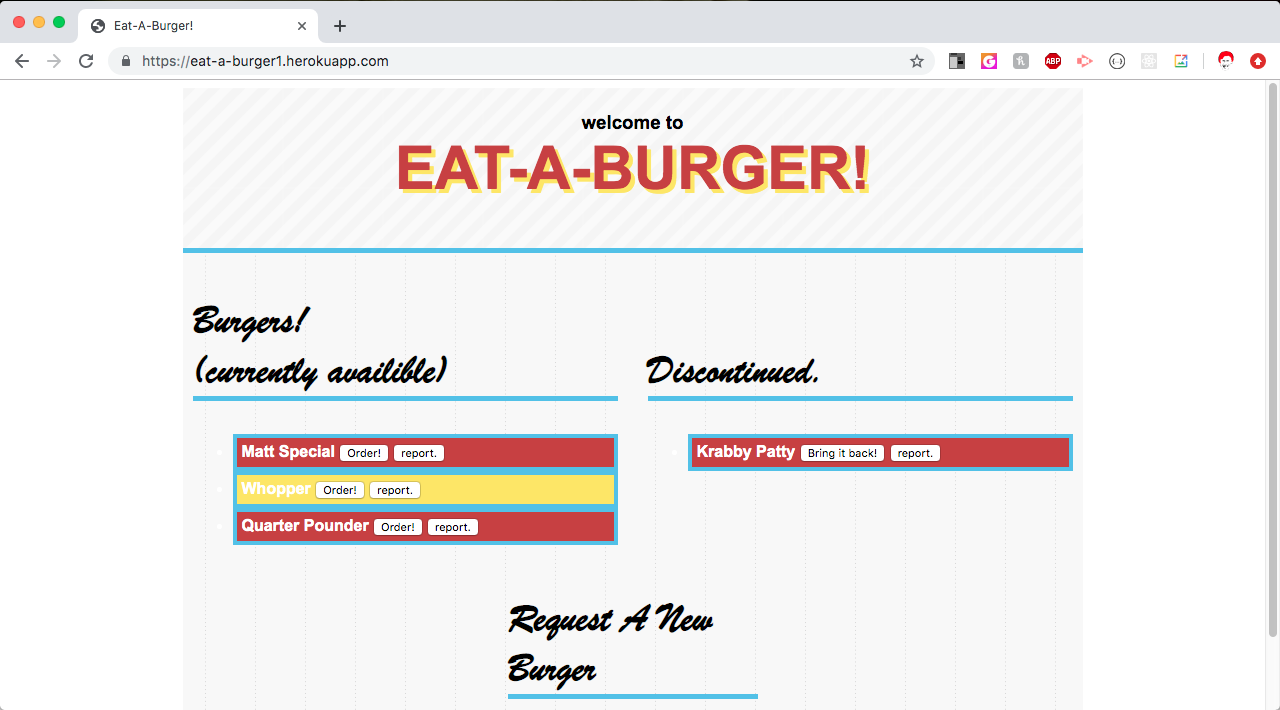 Eat-A-Burger!
https://eat-a-burger1.herokuapp.com
ABP
welcome to
EAT-A-BURGER!
Burgers!
(currently availible)
Discontinued.
Matt Special Order! report.
Whopper Order! report.
Quarter Pounder Order! report.
Krabby Patty Bring it back! report.
Request A New
Burger